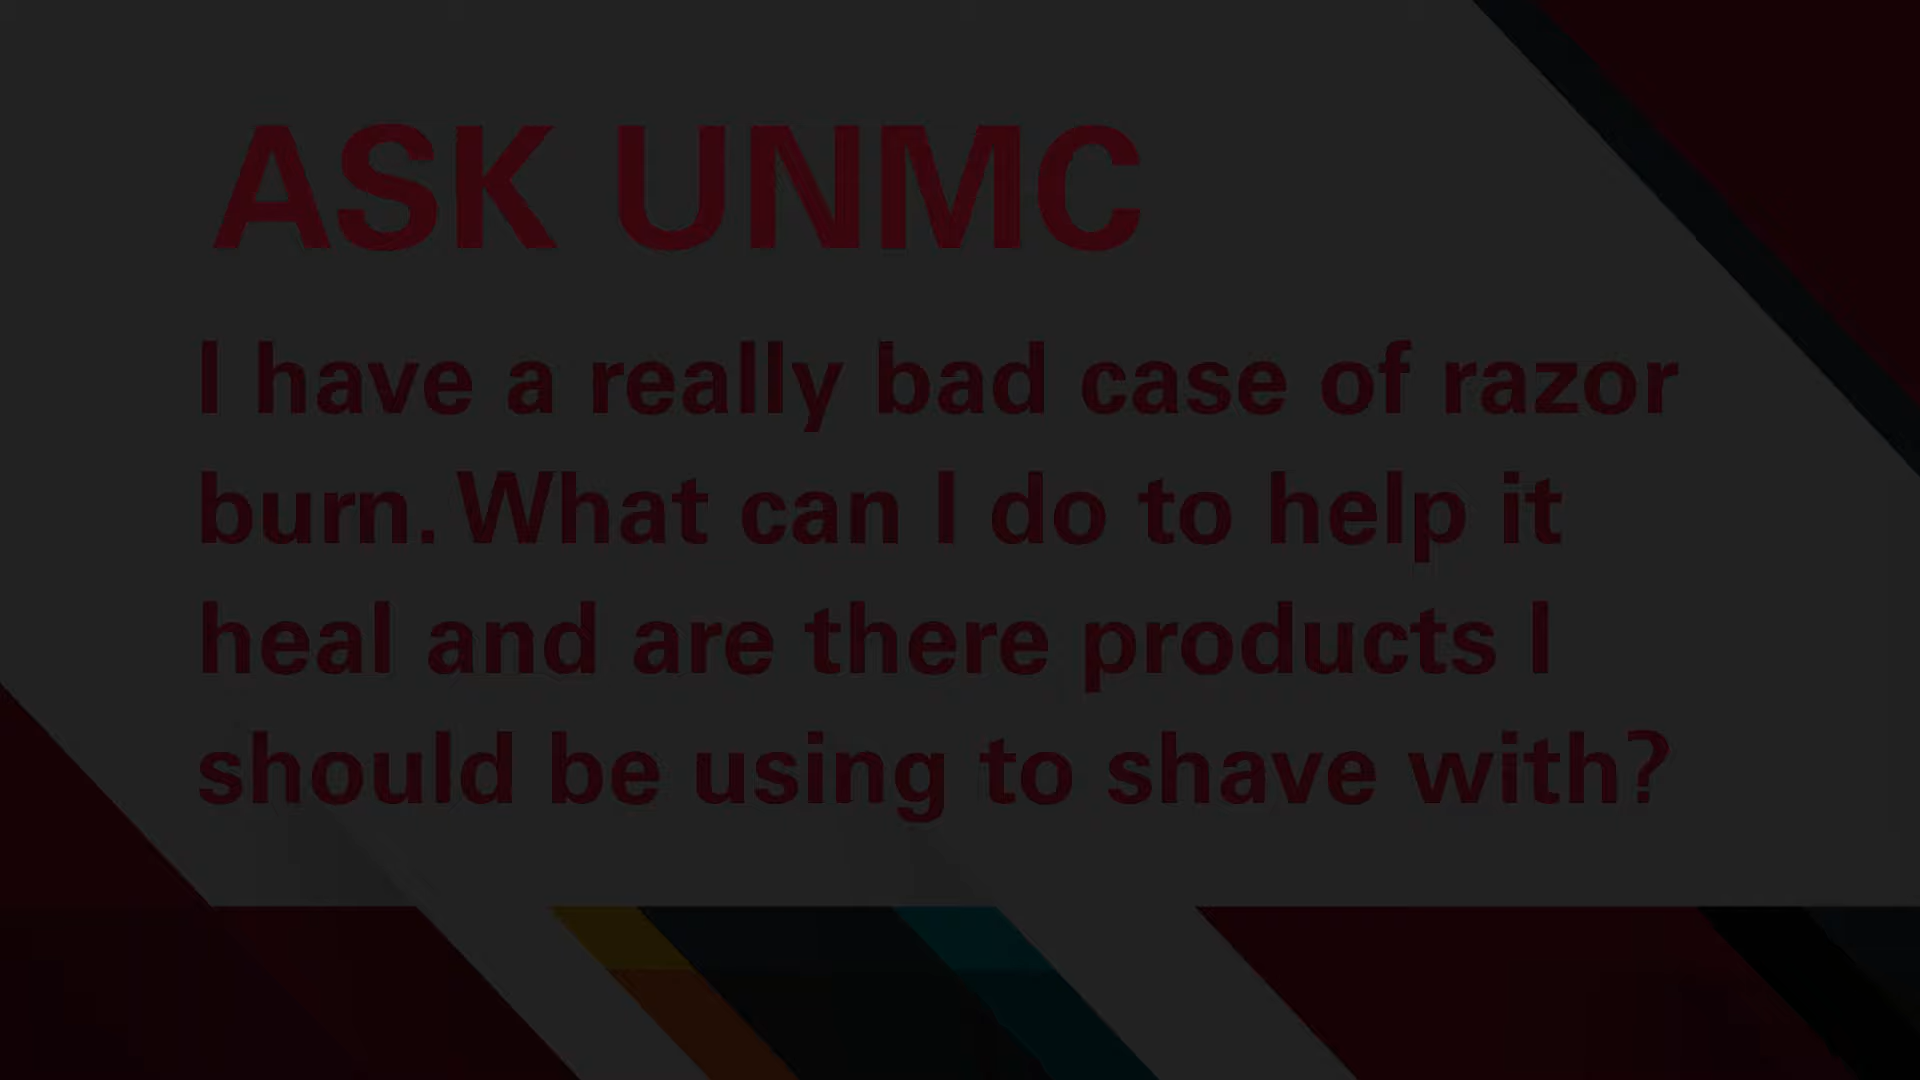 ASK UNMC
I have a really bad case of razor
burn. What can I do to help it
heal and are there products I
should be using to shave with?